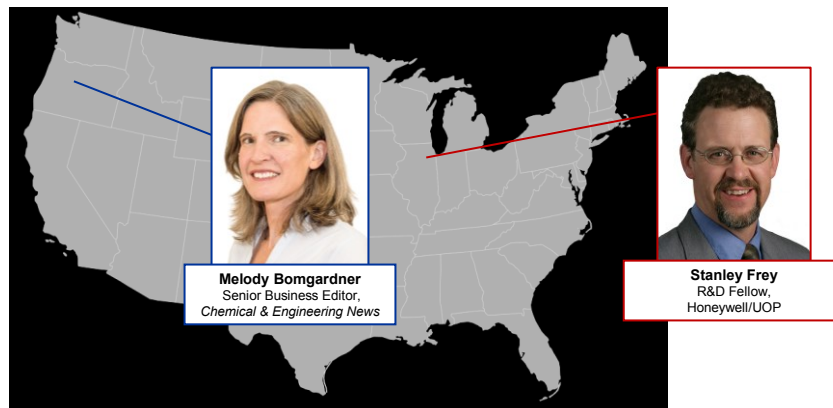 Melody Bomgardner
Senior Business Editor,
Chemical & Engineering News
Stanley Frey
R&D Fellow,
Honeywell/UOP